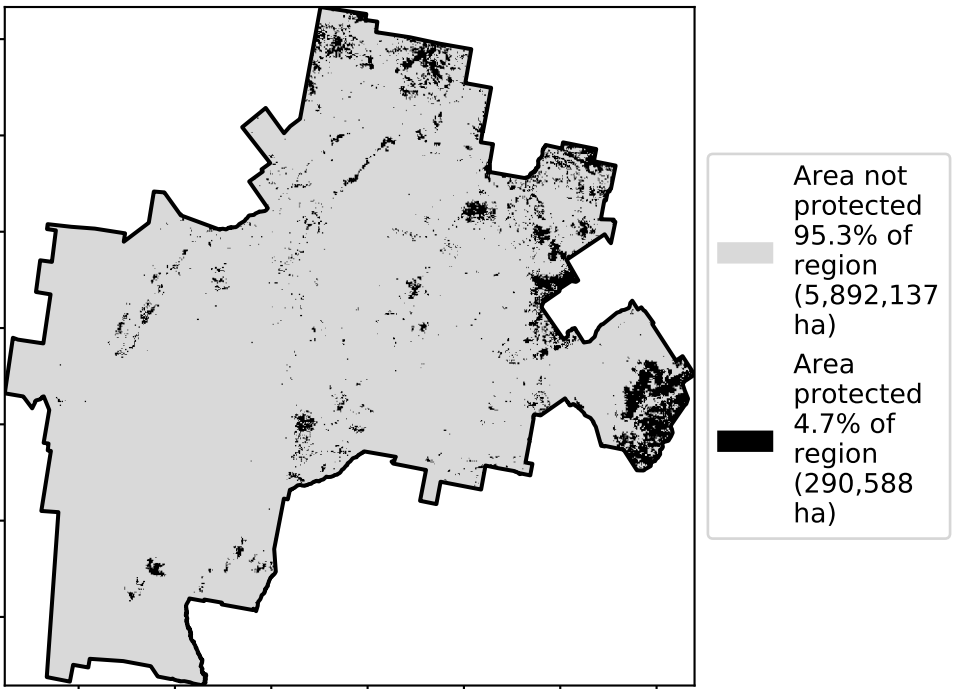 Area not
protected
95.3% of
region
(5,892,137
ha)
Area
protected
4.7% of
region
(290,588
ha)